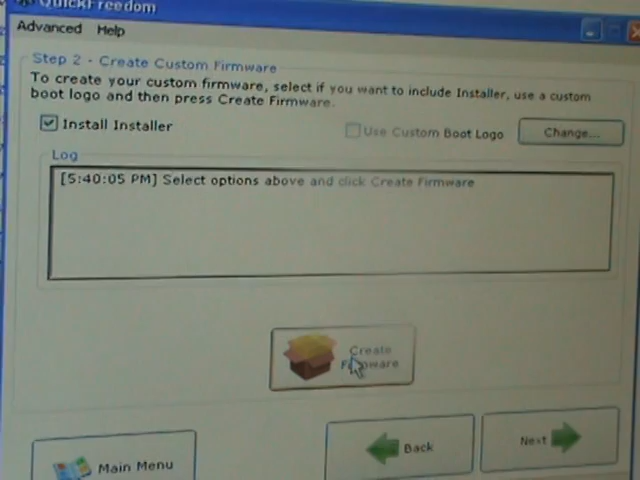 QuickFreedom
Advanced Help
Step 2 - Create Custom Firmware
To create your custom firmware, select if you want to include Installer, use a custom
boot logo and then press Create Firmware.
Install Installer
Use Custom Boot Logo
Change...
Log
[5:40:05 PM] Select options above and click Create Firmware
Create
Firmware
Main Menu
Back
Next